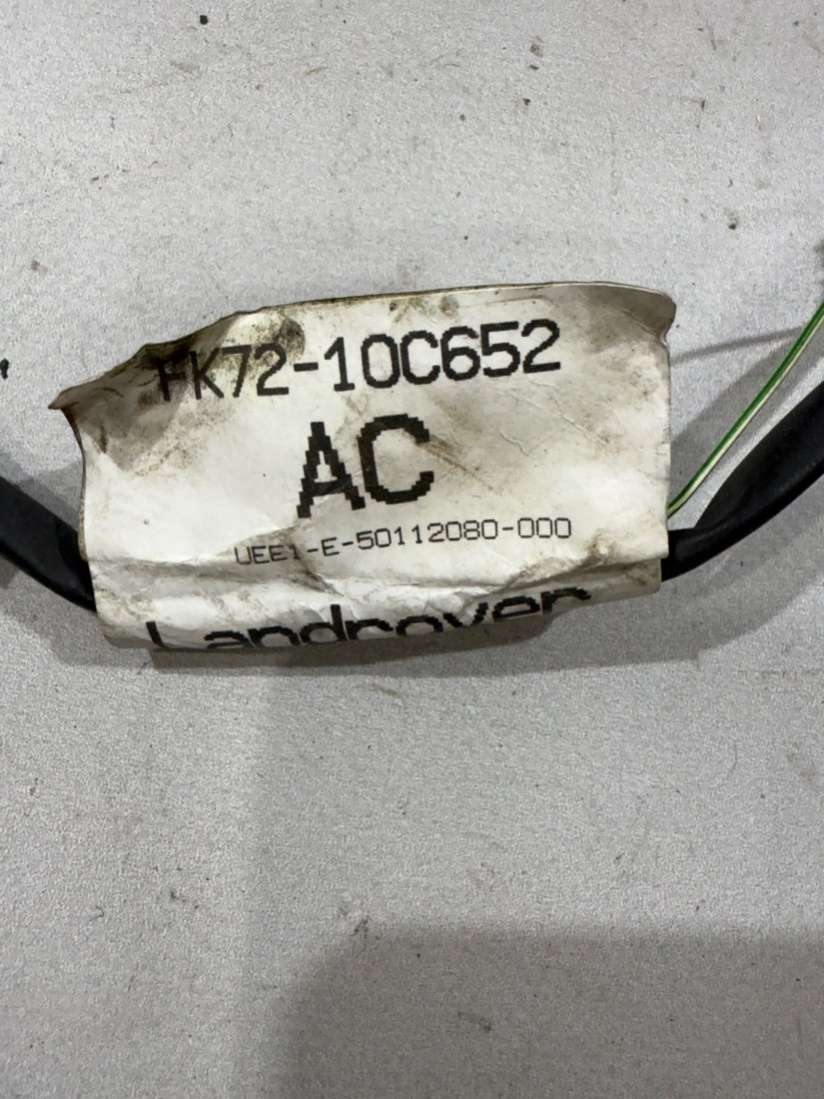 FK72-10C652
AC
UEE1-E-50112080-000
Landrover